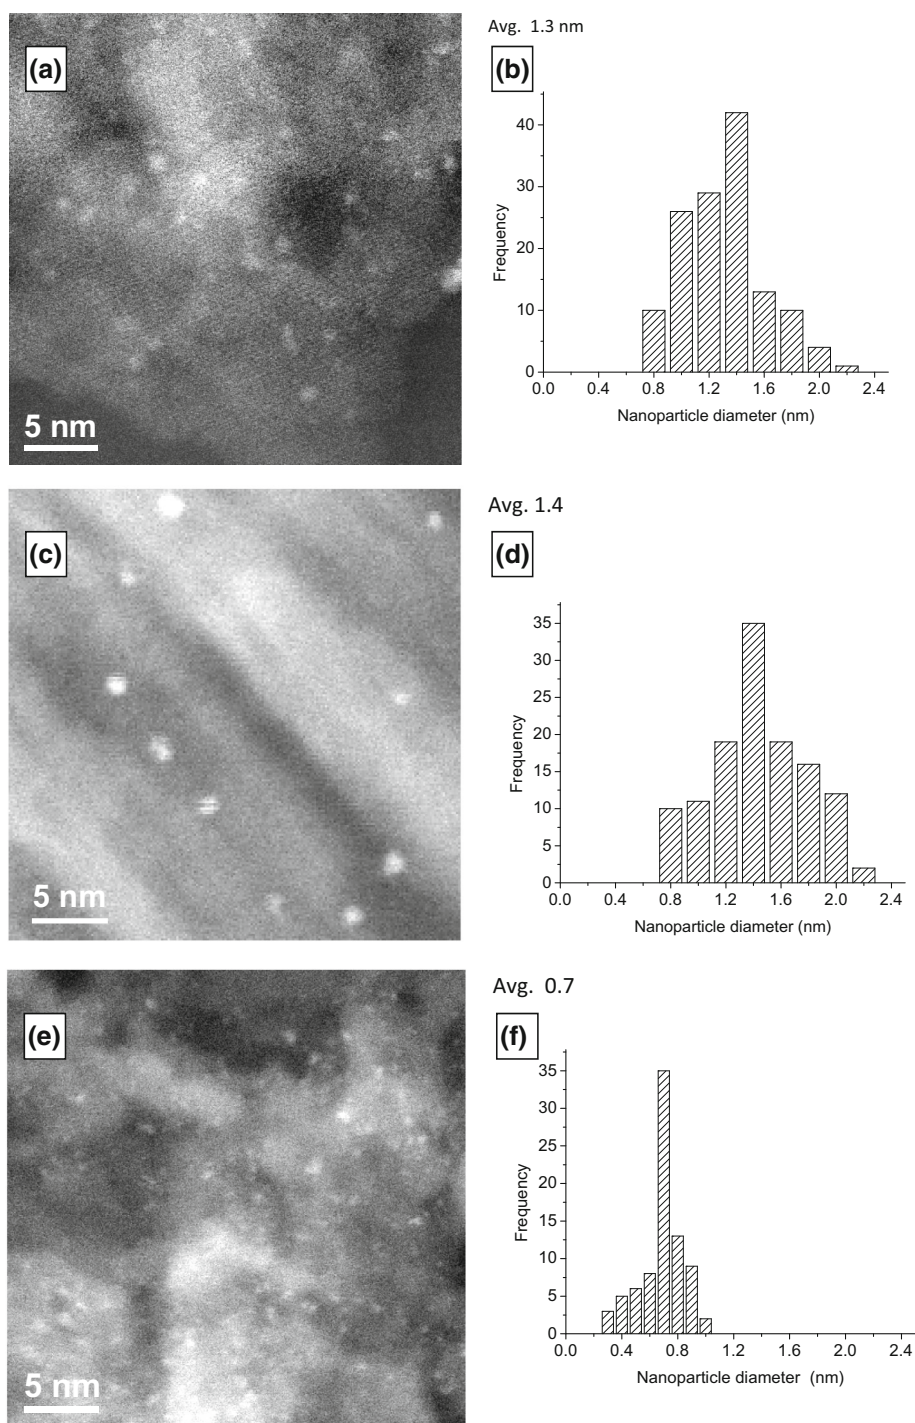 (a)
5 nm
Avg. 1.3 nm
(b)
Frequency
40
30
20
10
0
0.0 0.4 0.8 1.2 1.6 2.0 2.4
Nanoparticle diameter (nm)
(c)
5 nm
Avg. 1.4
(d)
Frequency
35
30
25
20
15
10
5
0
0.0 0.4 0.8 1.2 1.6 2.0 2.4
Nanoparticle diameter (nm)
(e)
5 nm
Avg. 0.7
(f)
Frequency
35
30
25
20
15
10
5
0
0.0 0.4 0.8 1.2 1.6 2.0 2.4
Nanoparticle diameter (nm)